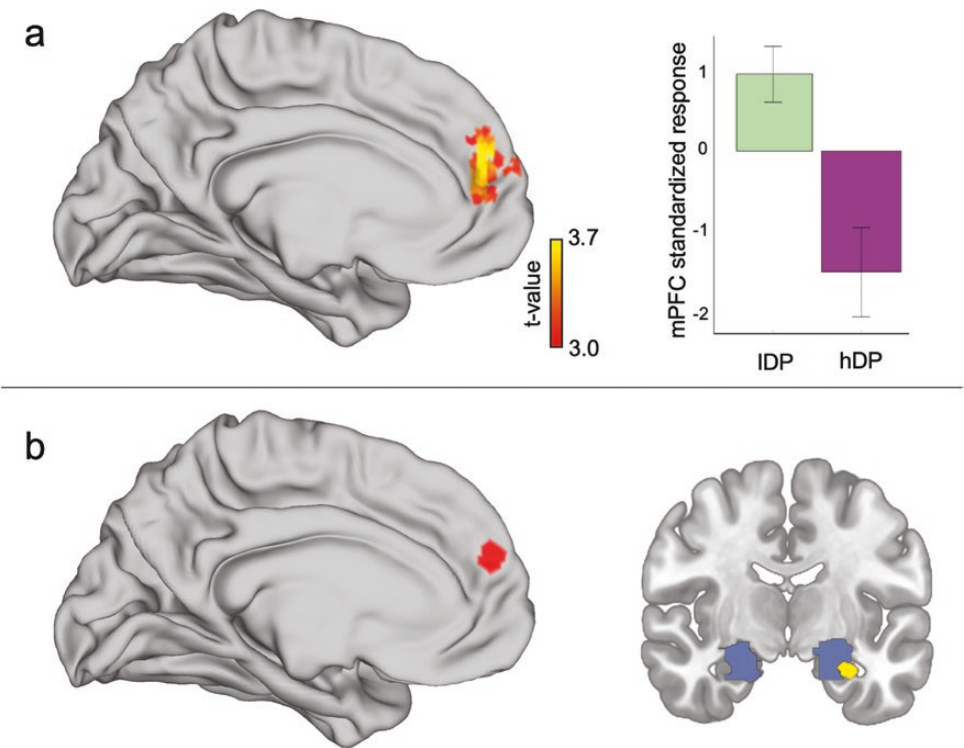 a
3.7
t-value
3.0
mPFC standardized response
1
0
-1
-2
lDP
hDP
b